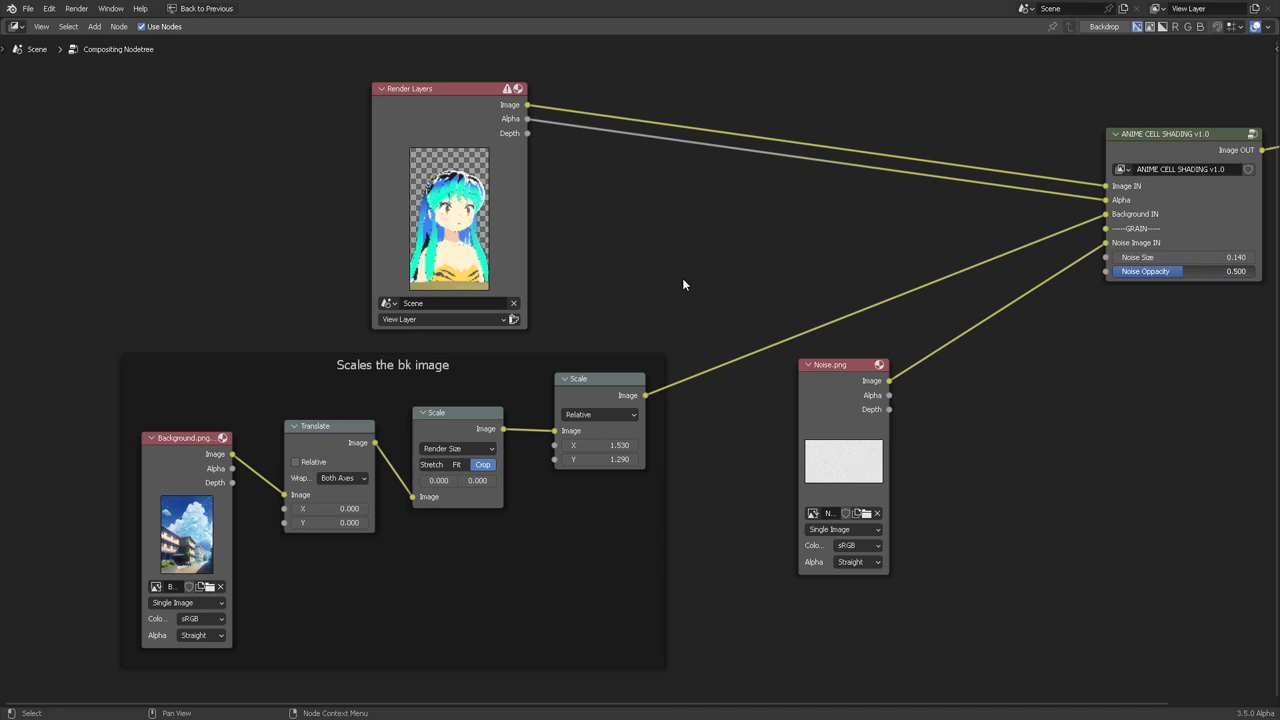 File Edit Render Window Help Back to Previous Scene View Layer
View Select Add Node Use Nodes Backdrop R G B
Scene > Compositing Nodetree
Render Layers
Image
Alpha
Depth
Scene
View Layer
ANIME CELL SHADING v1.0
Image OUT
ANIME CELL SHADING v1.0
Image IN
Alpha
Background IN
-----GRAIN-----
Noise Image IN
Noise Size 0.140
Noise Oppacity 0.500
Scales the bk image
Background.png...
Image
Alpha
Depth
B...
Single Image
Colo... sRGB
Alpha Straight
Translate
Image
Relative
Wrap... Both Axes
Image
X 0.000
Y 0.000
Scale
Image
Render Size
Stretch Fit Crop
0.000 0.000
Image
Scale
Image
Relative
Image
X 1.530
Y 1.290
Noise.png
Image
Alpha
Depth
N...
Single Image
Colo... sRGB
Alpha Straight
Select Pan View Node Context Menu 3.5.0 Alpha